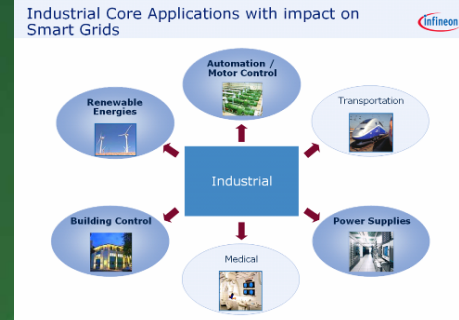 Industrial Core Applications with impact on
Smart Grids
Infineon
Automation /
Motor Control
Renewable
Energies
Transportation
Industrial
Building Control
Power Supplies
Medical